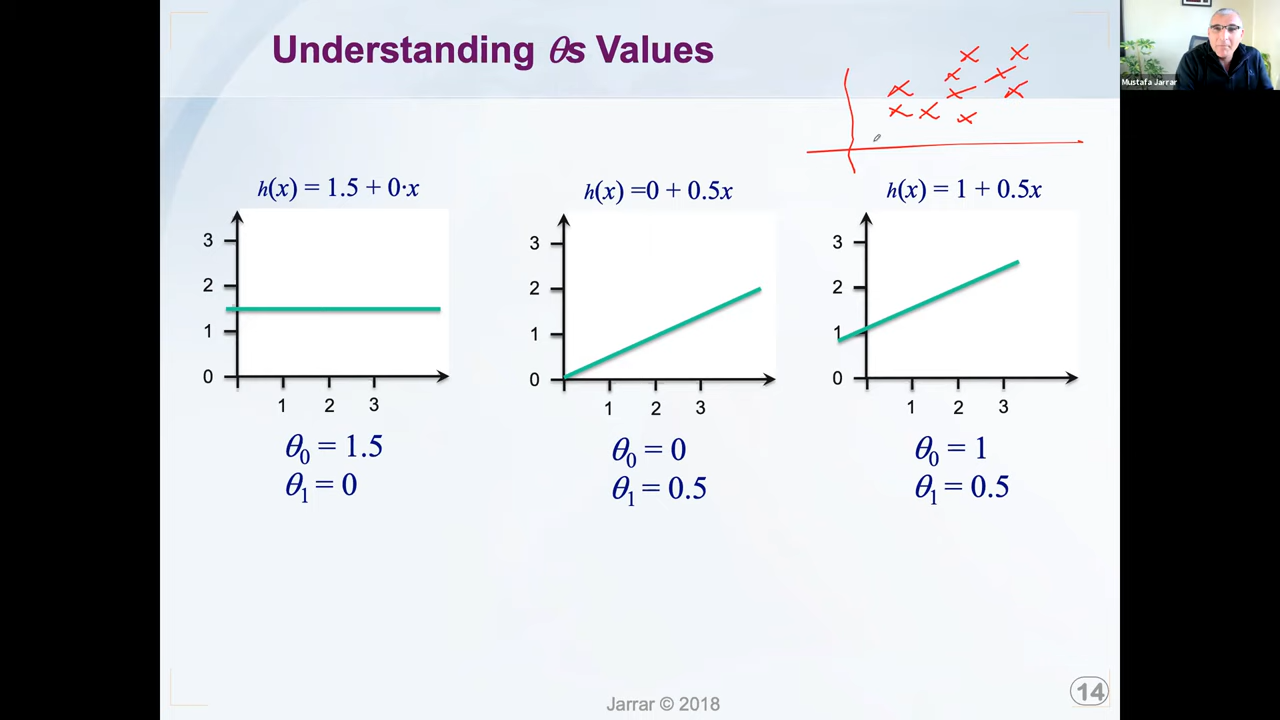 Understanding θs Values
Mustafa Jarrar
h(x) = 1.5 + 0·x
3
2
1
0
1 2 3
θ₀ = 1.5
θ₁ = 0
h(x) =0 + 0.5x
3
2
1
0
1 2 3
θ₀ = 0
θ₁ = 0.5
h(x) = 1 + 0.5x
3
2
1
0
1 2 3
θ₀ = 1
θ₁ = 0.5
Jarrar © 2018
14